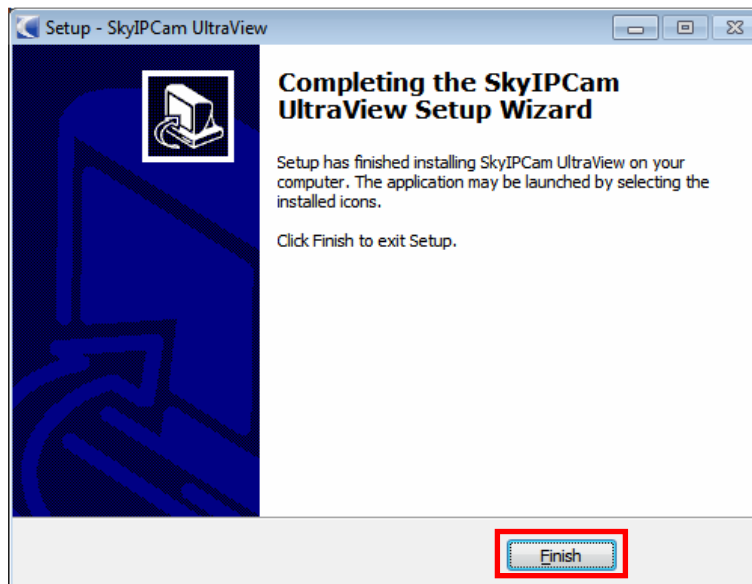 Setup - SkyIPCam UltraView
Completing the SkyIPCam
UltraView Setup Wizard
Setup has finished installing SkyIPCam UltraView on your
computer. The application may be launched by selecting the
installed icons.
Click Finish to exit Setup.
Finish